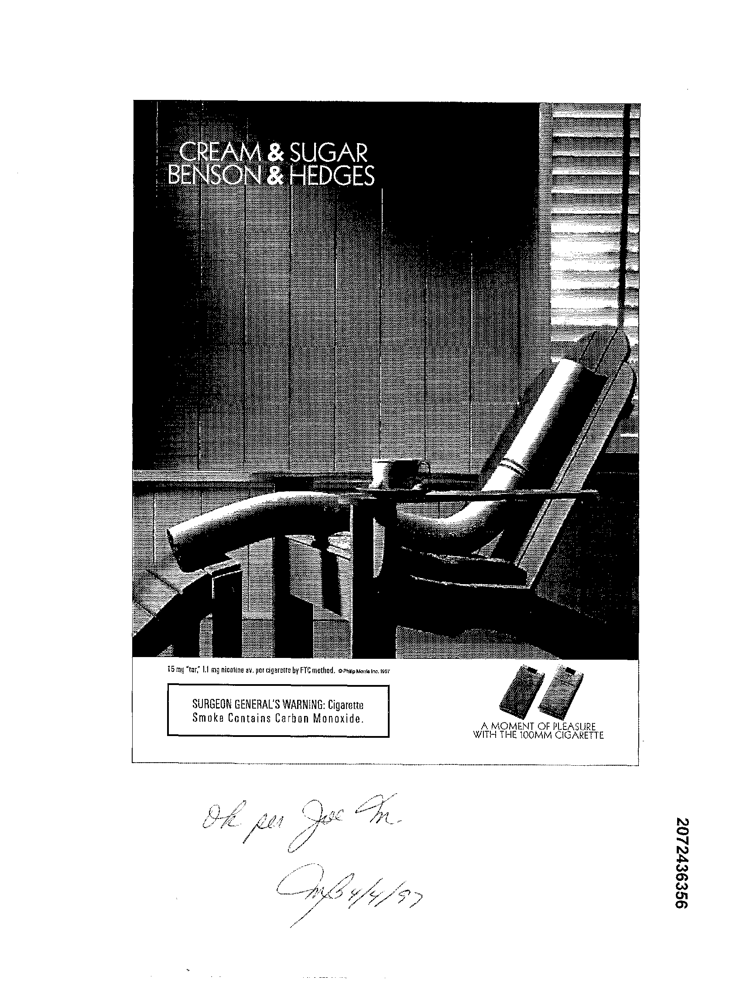 CREAM & SUGAR
BENSON & HEDGES
15 mg "tar," 1.1 mg nicotine av. per cigarette by FTC method. © Philip Morris Inc. 1997
SURGEON GENERAL'S WARNING: Cigarette
Smoke Contains Carbon Monoxide.
A MOMENT OF PLEASURE
WITH THE 100MM CIGARETTE
Ok per Joe M.
4/4/97
2072436356